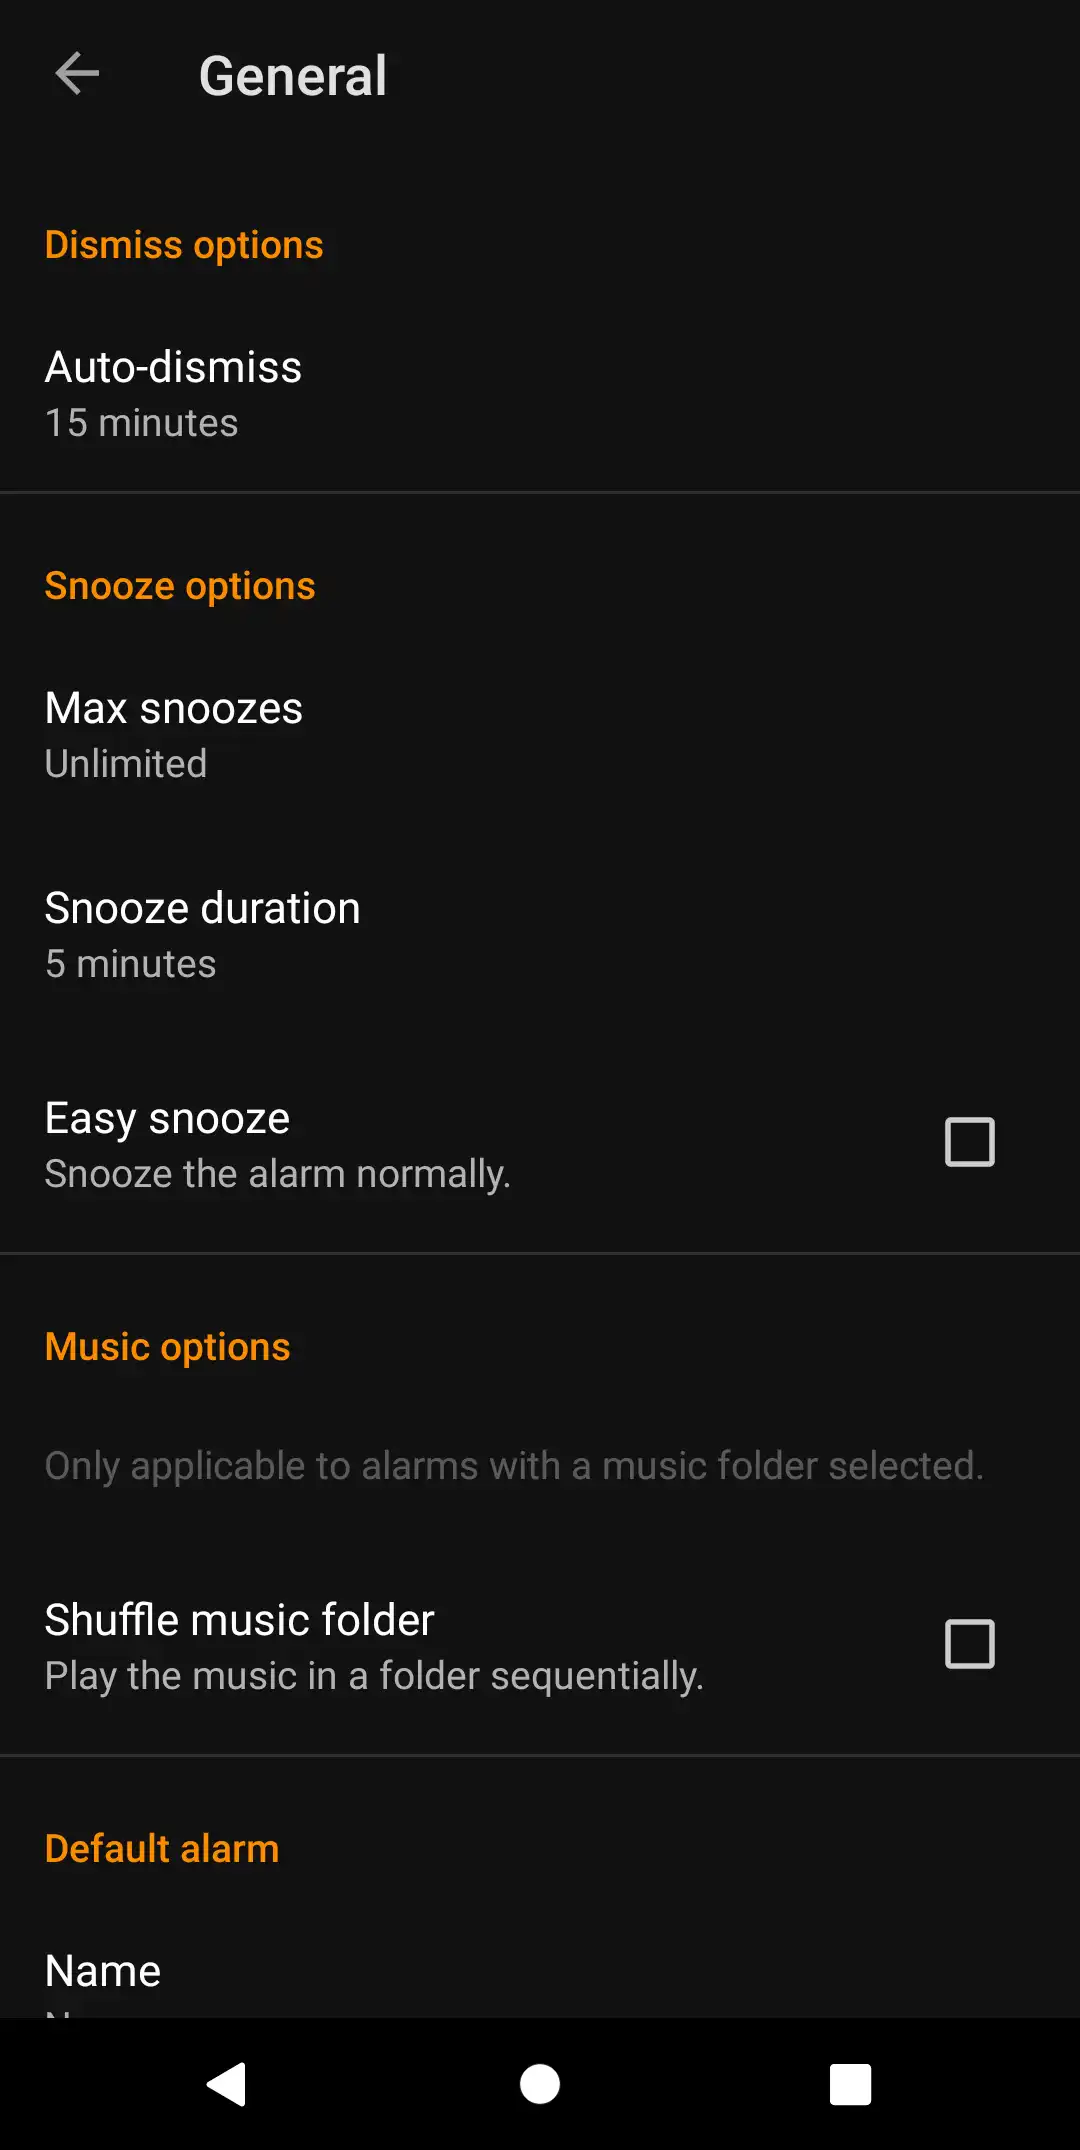 General
Dismiss options
Auto-dismiss
15 minutes
Snooze options
Max snoozes
Unlimited
Snooze duration
5 minutes
Easy snooze
Snooze the alarm normally.
Music options
Only applicable to alarms with a music folder selected.
Shuffle music folder
Play the music in a folder sequentially.
Default alarm
Name